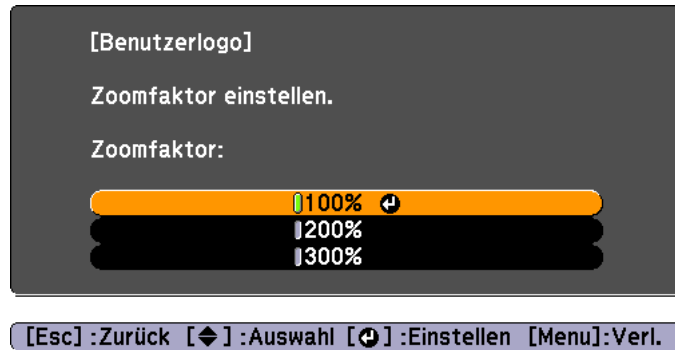 [Benutzerlogo]
Zoomfaktor einstellen.
Zoomfaktor:
100%
200%
300%
[Esc] :Zurück [◆] :Auswahl [↵] :Einstellen [Menu]:Verl.